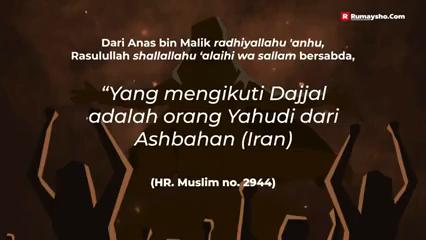 Rumaysho.Com
Dari Anas bin Malik radhiyallahu 'anhu,
Rasulullah shallallahu 'alaihi wa sallam bersabda,
"Yang mengikuti Dajjal
adalah orang Yahudi dari
Ashbahan (Iran)
(HR. Muslim no. 2944)